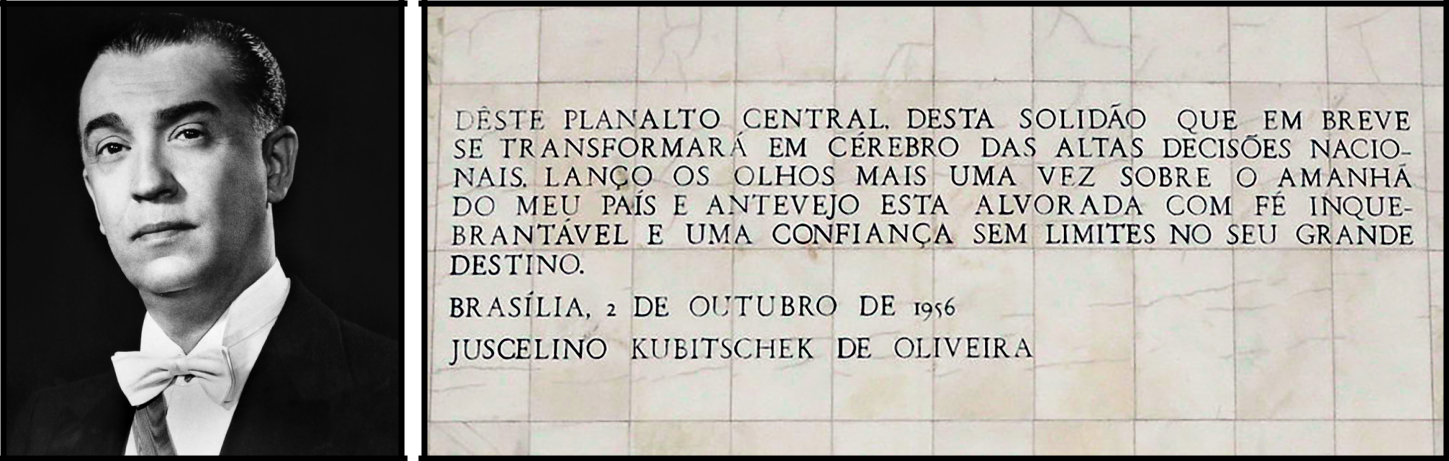 DÊSTE PLANALTO CENTRAL, DESTA SOLIDÃO QUE EM BREVE
SE TRANSFORMARÁ EM CÉREBRO DAS ALTAS DECISÕES NACIO-
NAIS, LANÇO OS OLHOS MAIS UMA VEZ SOBRE O AMANHÃ
DO MEU PAÍS E ANTEVEJO ESTA ALVORADA COM FÉ INQUE-
BRANTÁVEL E UMA CONFIANÇA SEM LIMITES NO SEU GRANDE
DESTINO.
BRASÍLIA, 2 DE OUTUBRO DE 1956
JUSCELINO KUBITSCHEK DE OLIVEIRA